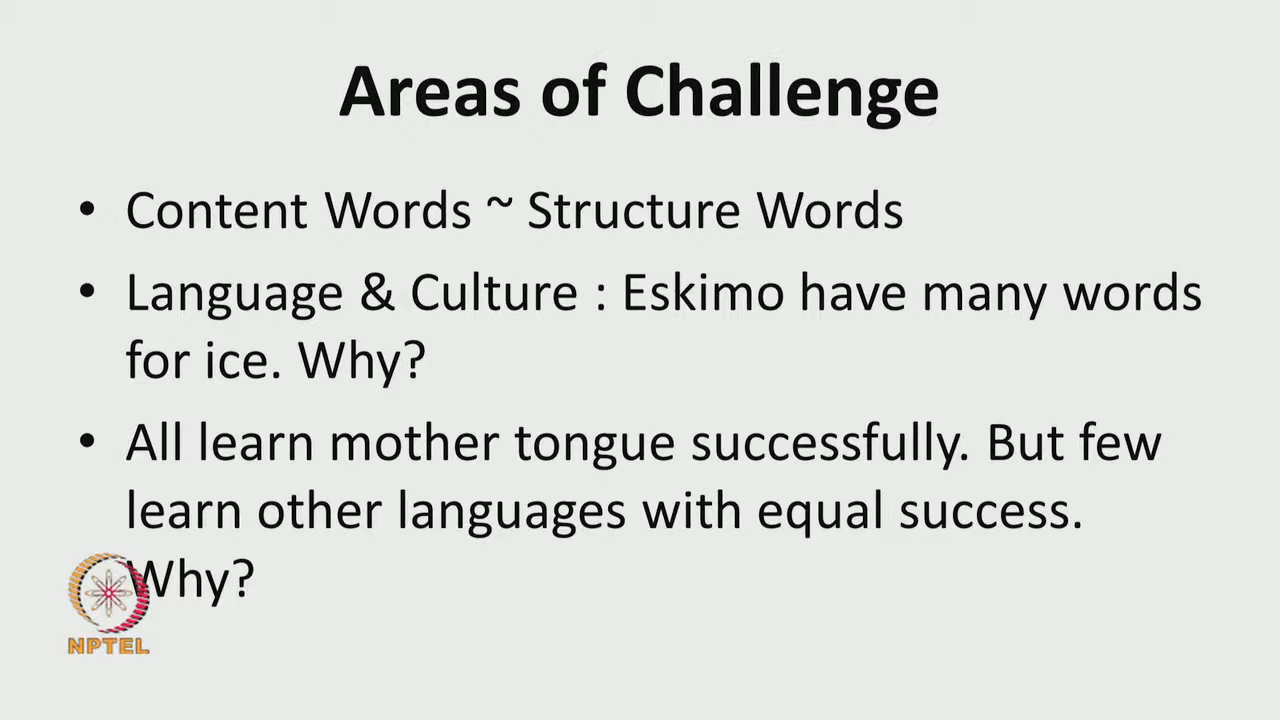 Areas of Challenge
• Content Words ~ Structure Words
• Language & Culture : Eskimo have many words
for ice. Why?
• All learn mother tongue successfully. But few
learn other languages with equal success.
Why?
NPTEL